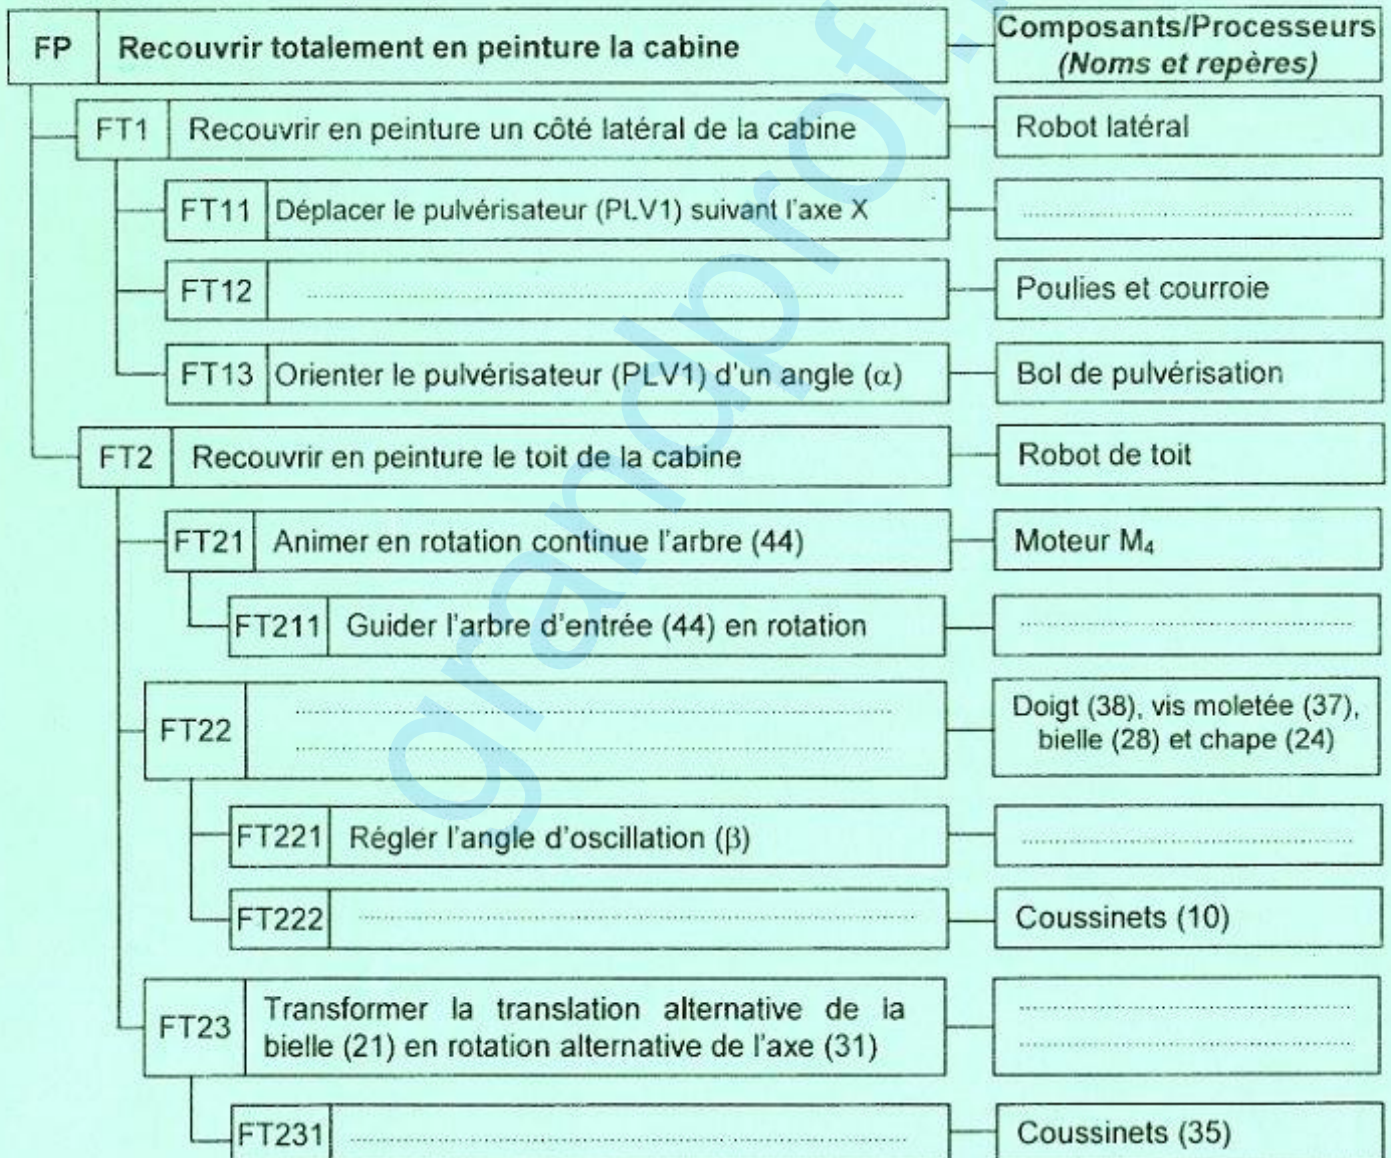 FP Recouvrir totalement en peinture la cabine
Composants/Processeurs
(Noms et repères)
FT1 Recouvrir en peinture un côté latéral de la cabine
Robot latéral
FT11 Déplacer le pulvérisateur (PLV1) suivant l'axe X
FT12
Poulies et courroie
FT13 Orienter le pulvérisateur (PLV1) d'un angle (α)
Bol de pulvérisation
FT2 Recouvrir en peinture le toit de la cabine
Robot de toit
FT21 Animer en rotation continue l'arbre (44)
Moteur M₄
FT211 Guider l'arbre d'entrée (44) en rotation
FT22
Doigt (38), vis moletée (37),
bielle (28) et chape (24)
FT221 Régler l'angle d'oscillation (β)
FT222
Coussinets (10)
FT23 Transformer la translation alternative de la
bielle (21) en rotation alternative de l'axe (31)
FT231
Coussinets (35)
grandprof.